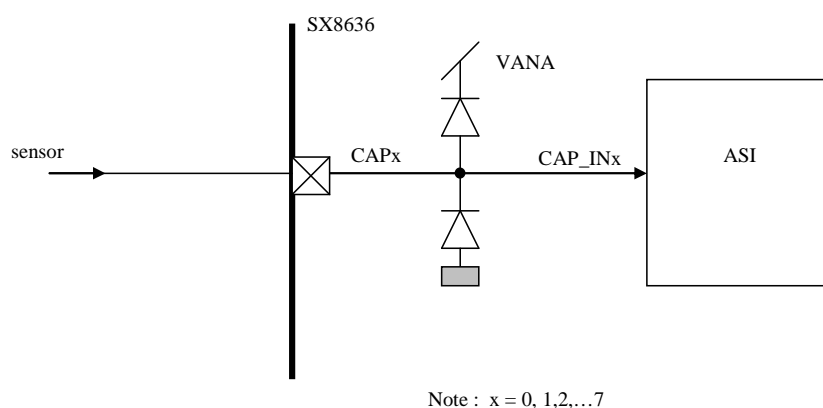 SX8636
VANA
sensor
CAPx
CAP_INx
ASI
Note : x = 0, 1,2,…7